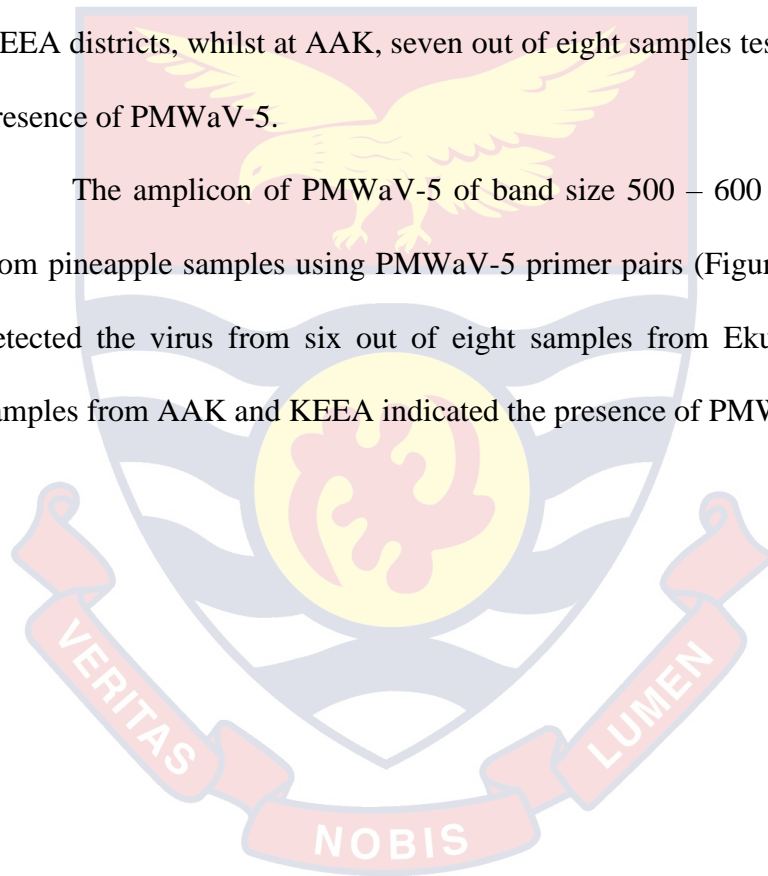 EEA districts, whilst at AAK, seven out of eight samples tes
resence of PMWaV-5.
The amplicon of PMWaV-5 of band size 500 – 600
om pineapple samples using PMWaV-5 primer pairs (Figur
etected the virus from six out of eight samples from Eku
amples from AAK and KEEA indicated the presence of PMW
VERITAS
NOBIS
LUMEN